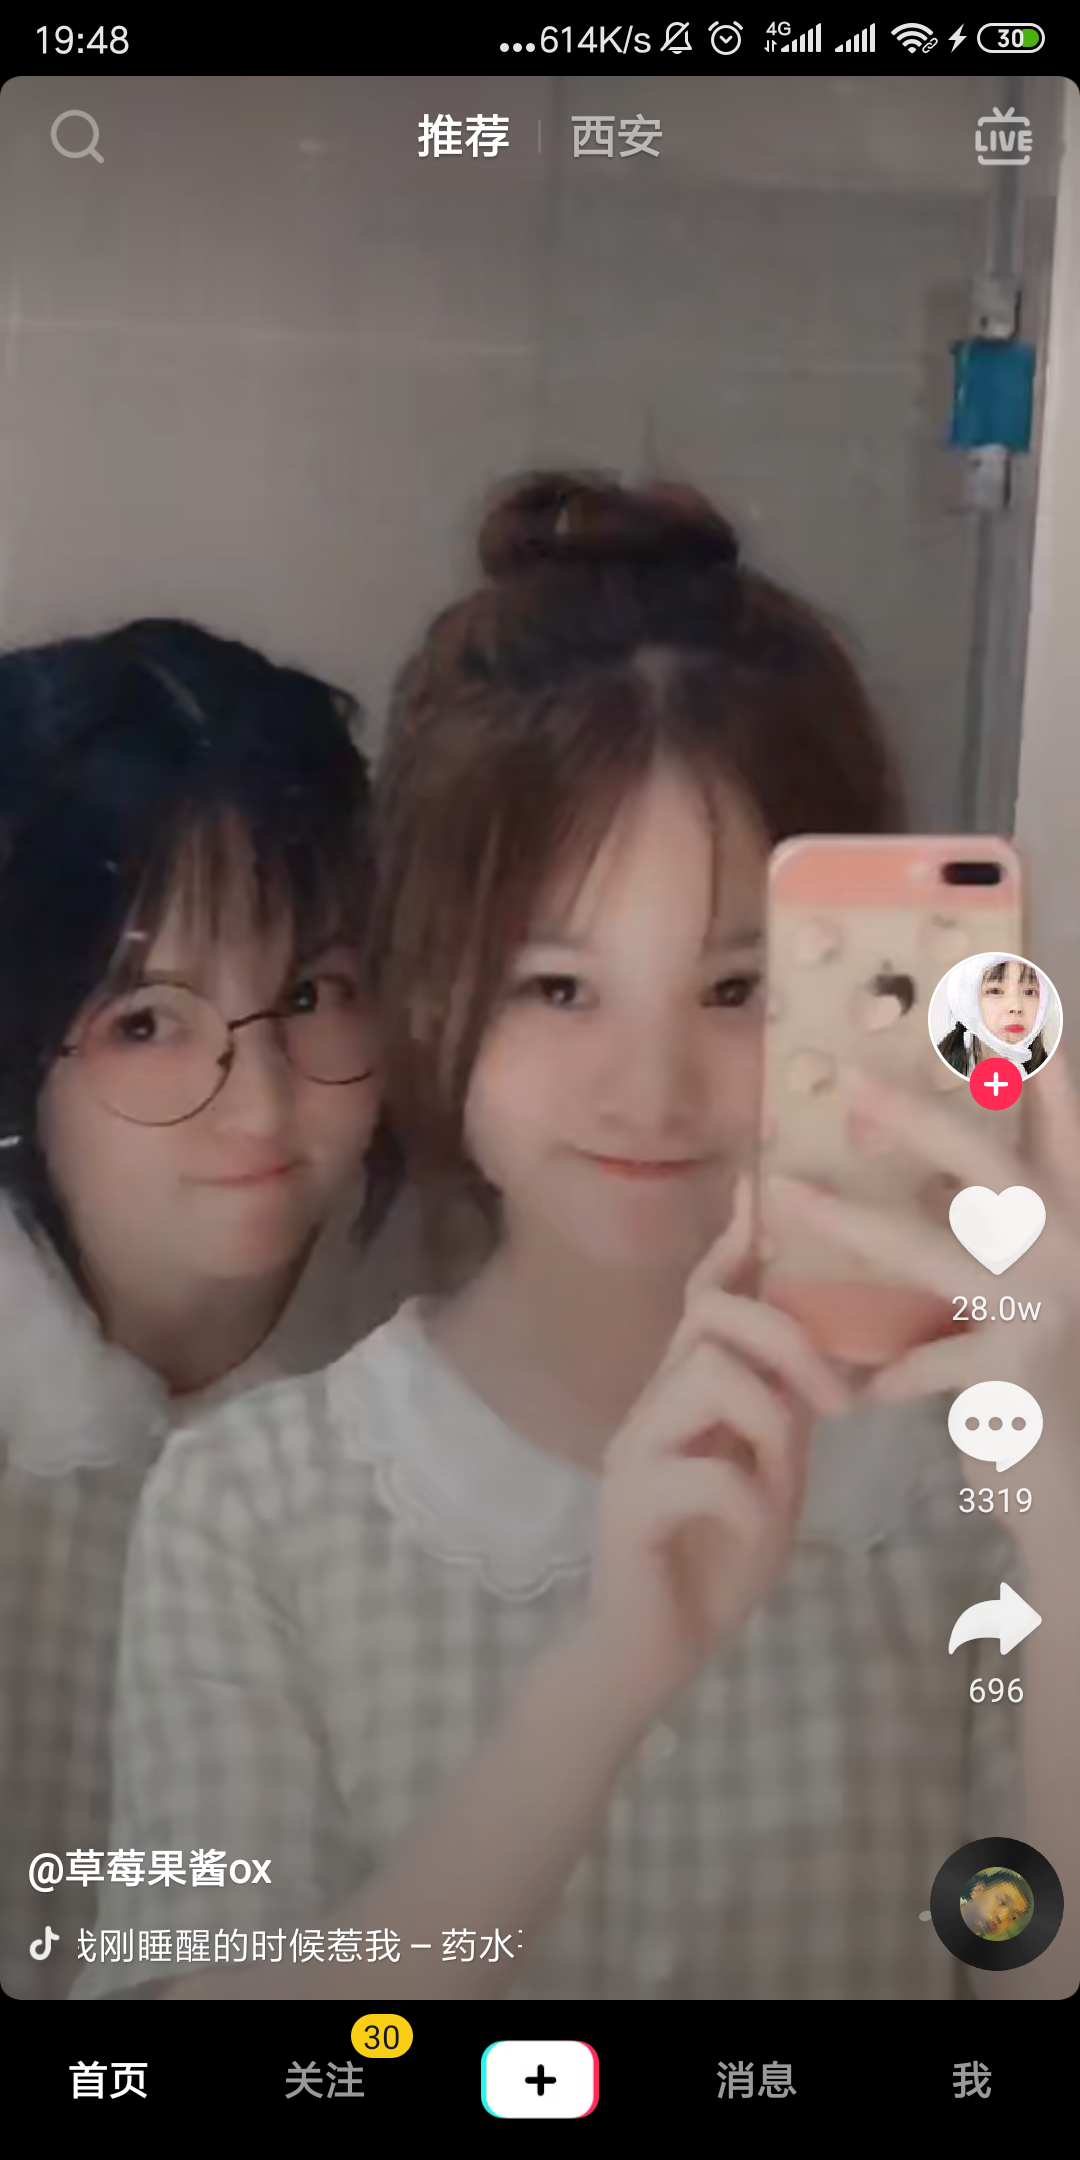 19:48
...614K/s 4G 30
推荐 西安 LIVE
28.0w
3319
696
@草莓果酱ox
我刚睡醒的时候惹我 – 药水
30
首页 关注 消息 我